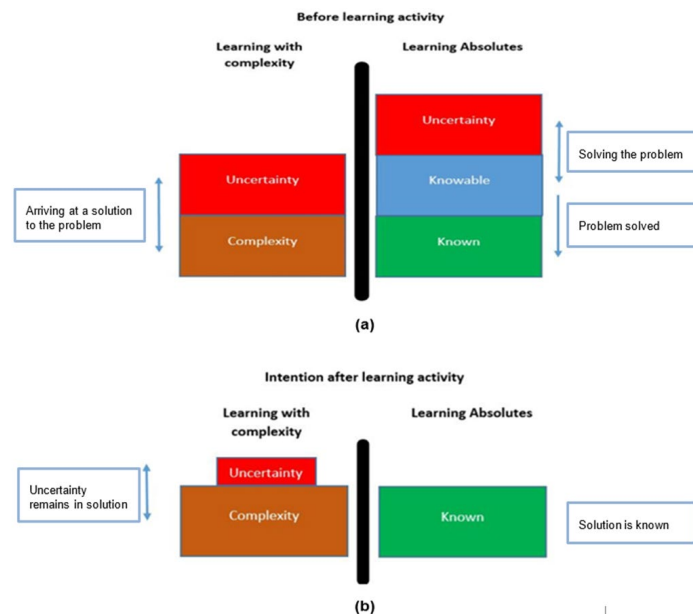 Before learning activity
Learning with
complexity
Learning Absolutes
Uncertainty
Solving the problem
Uncertainty
Knowable
Arriving at a solution
to the problem
Complexity
Known
Problem solved
(a)
Intention after learning activity
Learning with
complexity
Learning Absolutes
Uncertainty
Uncertainty
remains in solution
Complexity
Known
Solution is known
(b)